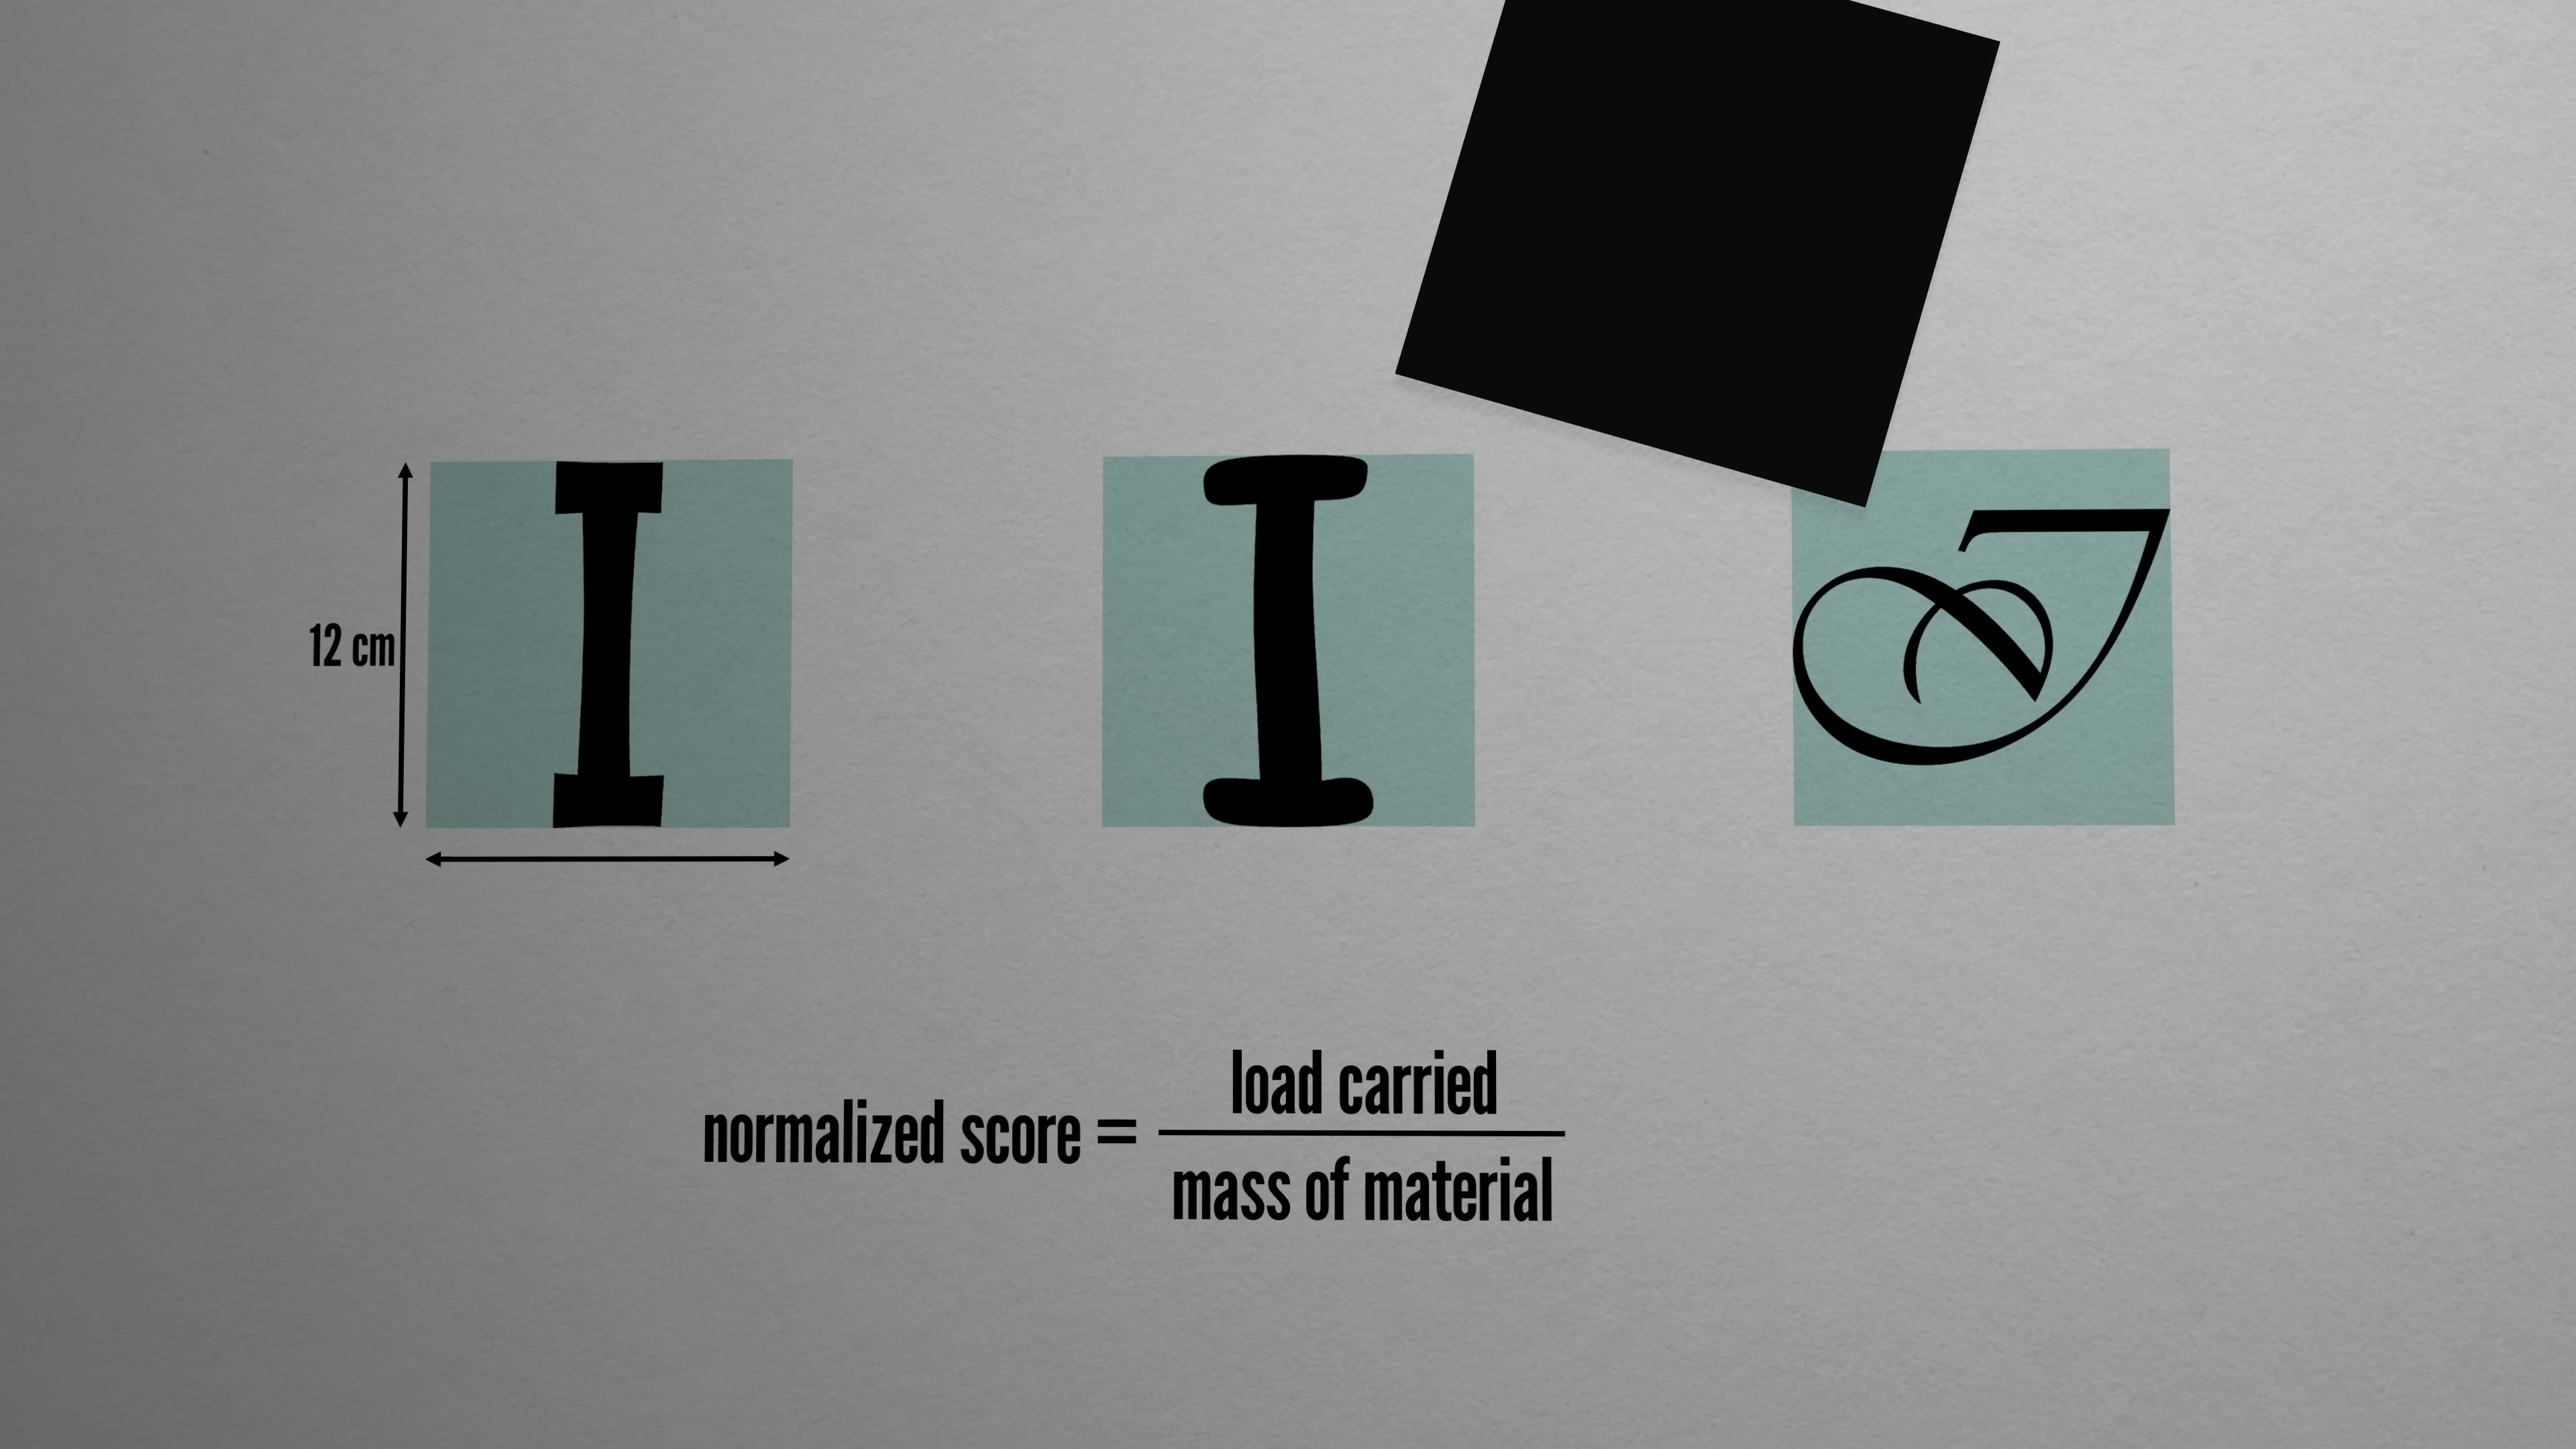 I I I
12 cm
normalized score = load carried / mass of material